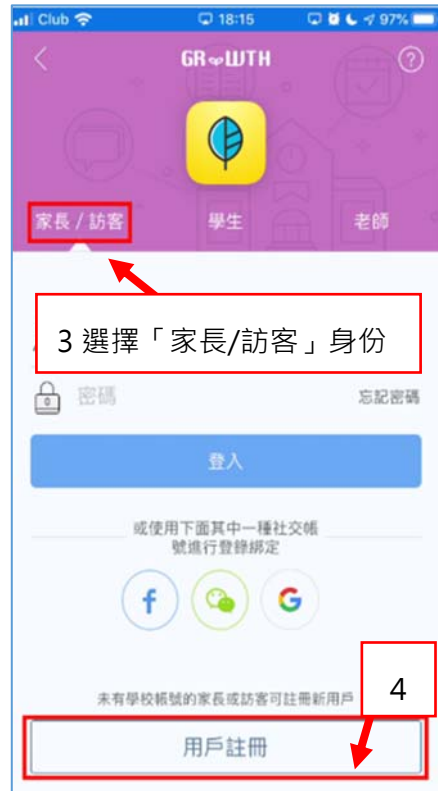 Club 18:15 97%
GROWTH
?
家長 / 訪客 學生 老師
3 選擇「家長/訪客」身份
密碼 忘記密碼
登入
或使用下面其中一種社交帳
號進行登錄綁定
f G
4
未有學校帳號的家長或訪客可註冊新用戶
用戶註冊